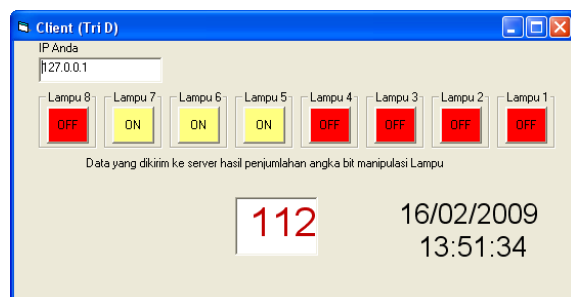 Client (Tri D)
IP Anda
127.0.0.1
Lampu 8 Lampu 7 Lampu 6 Lampu 5 Lampu 4 Lampu 3 Lampu 2 Lampu 1
OFF ON ON ON OFF OFF OFF OFF
Data yang dikirim ke server hasil penjumlahan angka bit manipulasi Lampu
112
16/02/2009
13:51:34